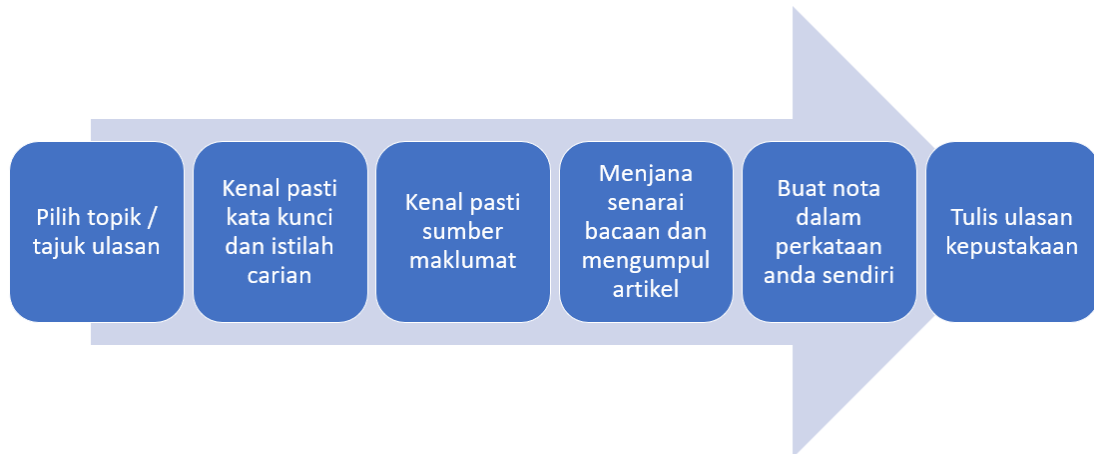 Pilih topik /
tajuk ulasan
Kenal pasti
kata kunci
dan istilah
carian
Kenal pasti
sumber
maklumat
Menjana
senarai
bacaan dan
mengumpul
artikel
Buat nota
dalam
perkataan
anda sendiri
Tulis ulasan
kepustakaan